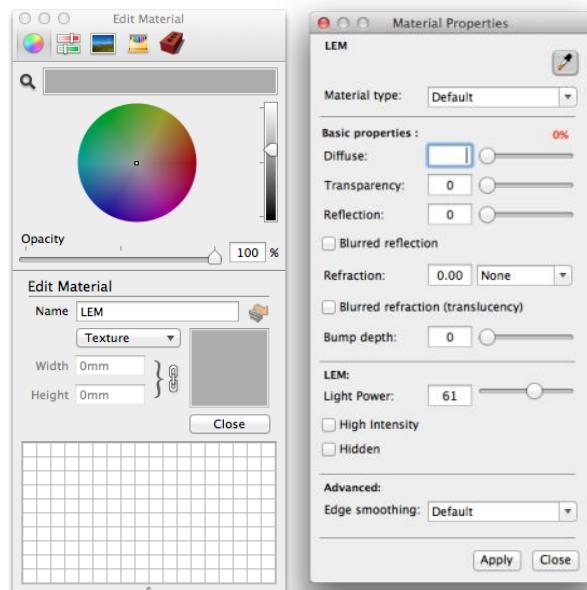 Edit Material
Opacity
100 %
Edit Material
Name LEM
Texture
Width 0mm
Height 0mm
Close
Material Properties
LEM
Material type: Default
Basic properties : 0%
Diffuse:
Transparency: 0
Reflection: 0
Blurred reflection
Refraction: 0.00 None
Blurred refraction (translucency)
Bump depth: 0
LEM:
Light Power: 61
High Intensity
Hidden
Advanced:
Edge smoothing: Default
Apply Close